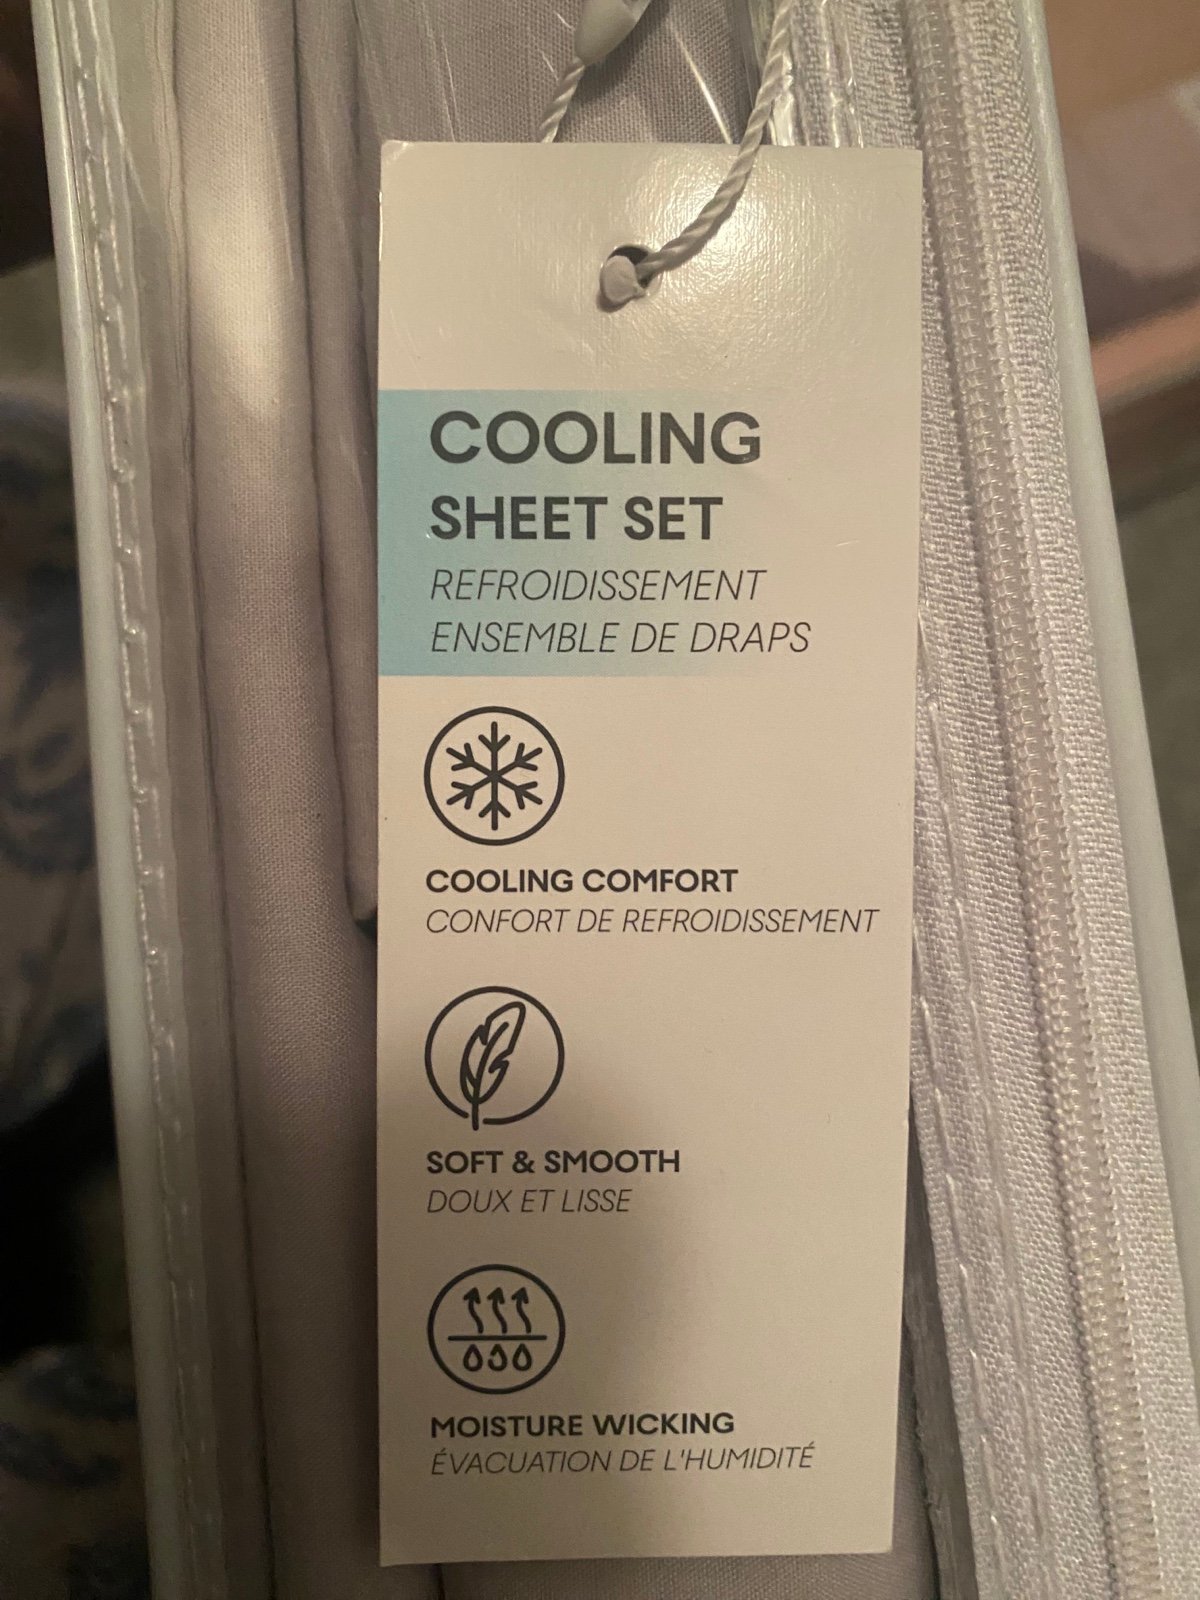 COOLING
SHEET SET
REFROIDISSEMENT
ENSEMBLE DE DRAPS
COOLING COMFORT
CONFORT DE REFROIDISSEMENT
SOFT & SMOOTH
DOUX ET LISSE
MOISTURE WICKING
ÉVACUATION DE L'HUMIDITÉ